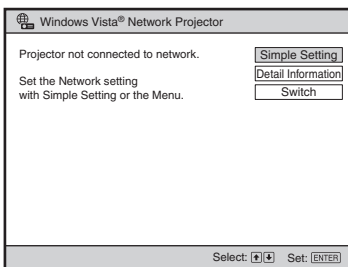 Windows Vista® Network Projector
Projector not connected to network.
Set the Network setting
with Simple Setting or the Menu.
Simple Setting
Detail Information
Switch
Select: Set: ENTER